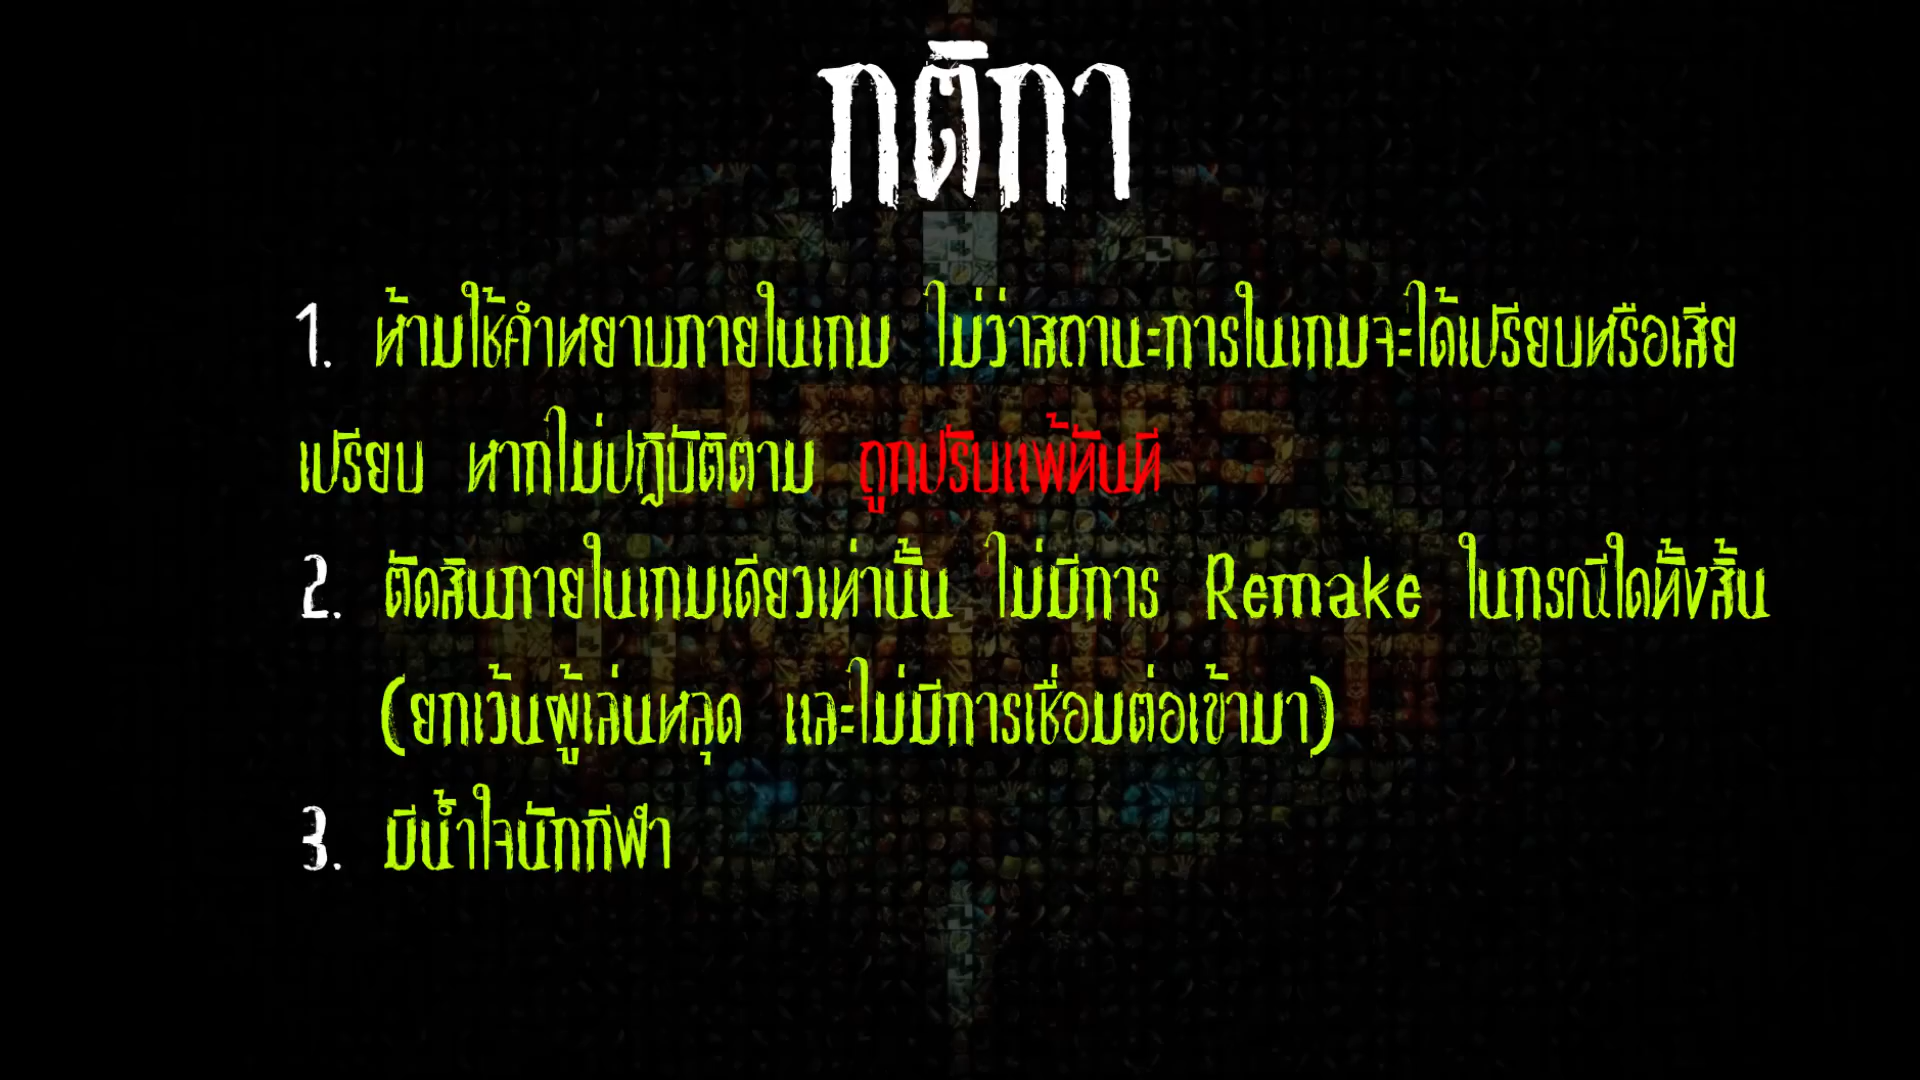 กติกา
1. ห้ามใช้คำหยาบภายในเกม ไม่ว่าสถานะการในเกมจะได้เปรียบหรือเสีย
เปรียบ หากไม่ปฎิบัติตาม ถูกปรับแพ้ทันที
2. ตัดสินภายในเกมเดียวเท่านั้น ไม่มีการ Remake ในกรณีใดทั้งสิ้น
(ยกเว้นผู้เล่นหลุด และไม่มีการเชื่อมต่อเข้ามา)
3. มีน้ำใจนักกีฬา